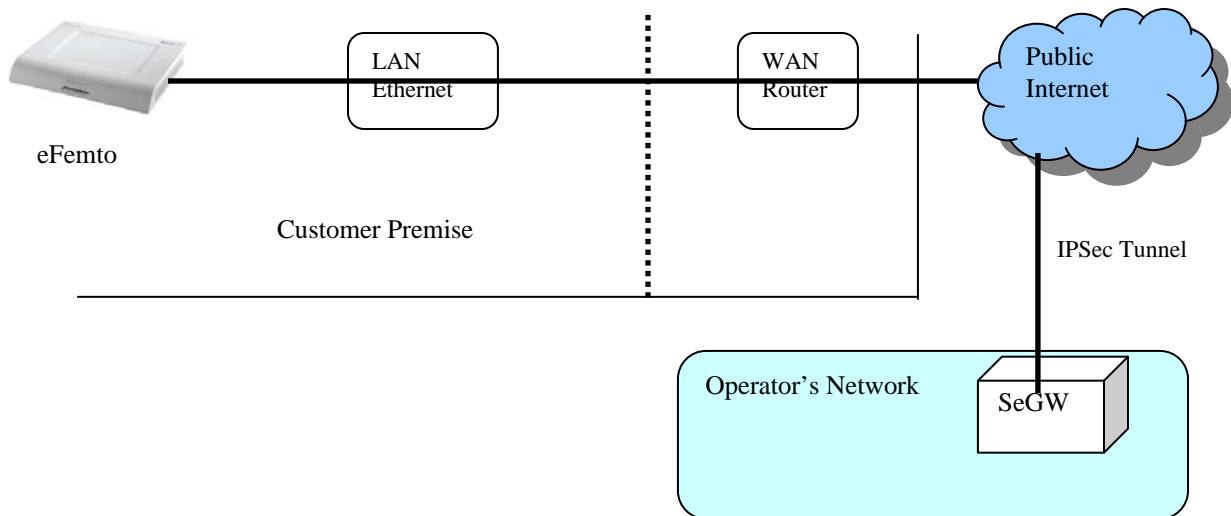 LAN
Ethernet
WAN
Router
Public
Internet
eFemto
Customer Premise
IPSec Tunnel
Operator’s Network
SeGW